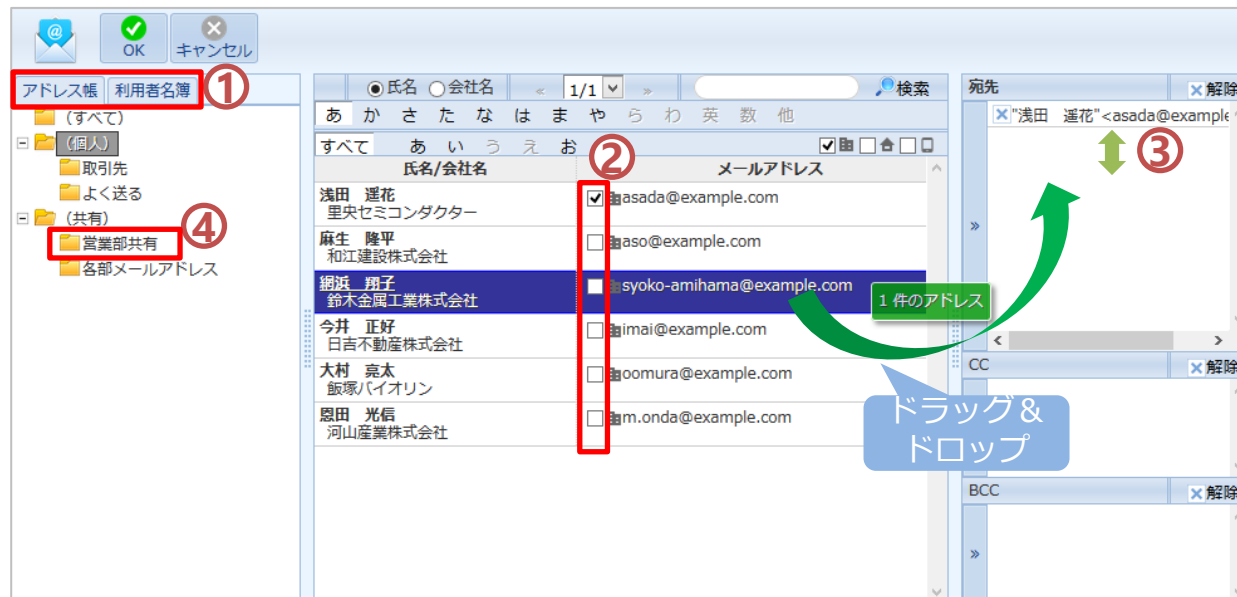 @
OK キャンセル
アドレス帳 利用者名簿 ①
(すべて)
(個人)
取引先
よく送る
(共有)
営業部共有 ④
各部メールアドレス
氏名 会社名 « 1/1 » 検索
あ か さ た な は ま や ら わ 英 数 他
すべて あ い う え お
氏名/会社名 ② メールアドレス
浅田 遥花 asada@example.com
里央セミコンダクター
麻生 隆平 aso@example.com
和江建設株式会社
網浜 翔子 syoko-amihama@example.com
鈴木金属工業株式会社
1 件のアドレス
今井 正好 imai@example.com
日吉不動産株式会社
大村 亮太 oomura@example.com
飯塚バイオリン
恩田 光信 m.onda@example.com
河山産業株式会社
ドラッグ&
ドロップ
宛先 解除
"浅田 遥花"<asada@example
③
»
CC 解除
BCC 解除
»